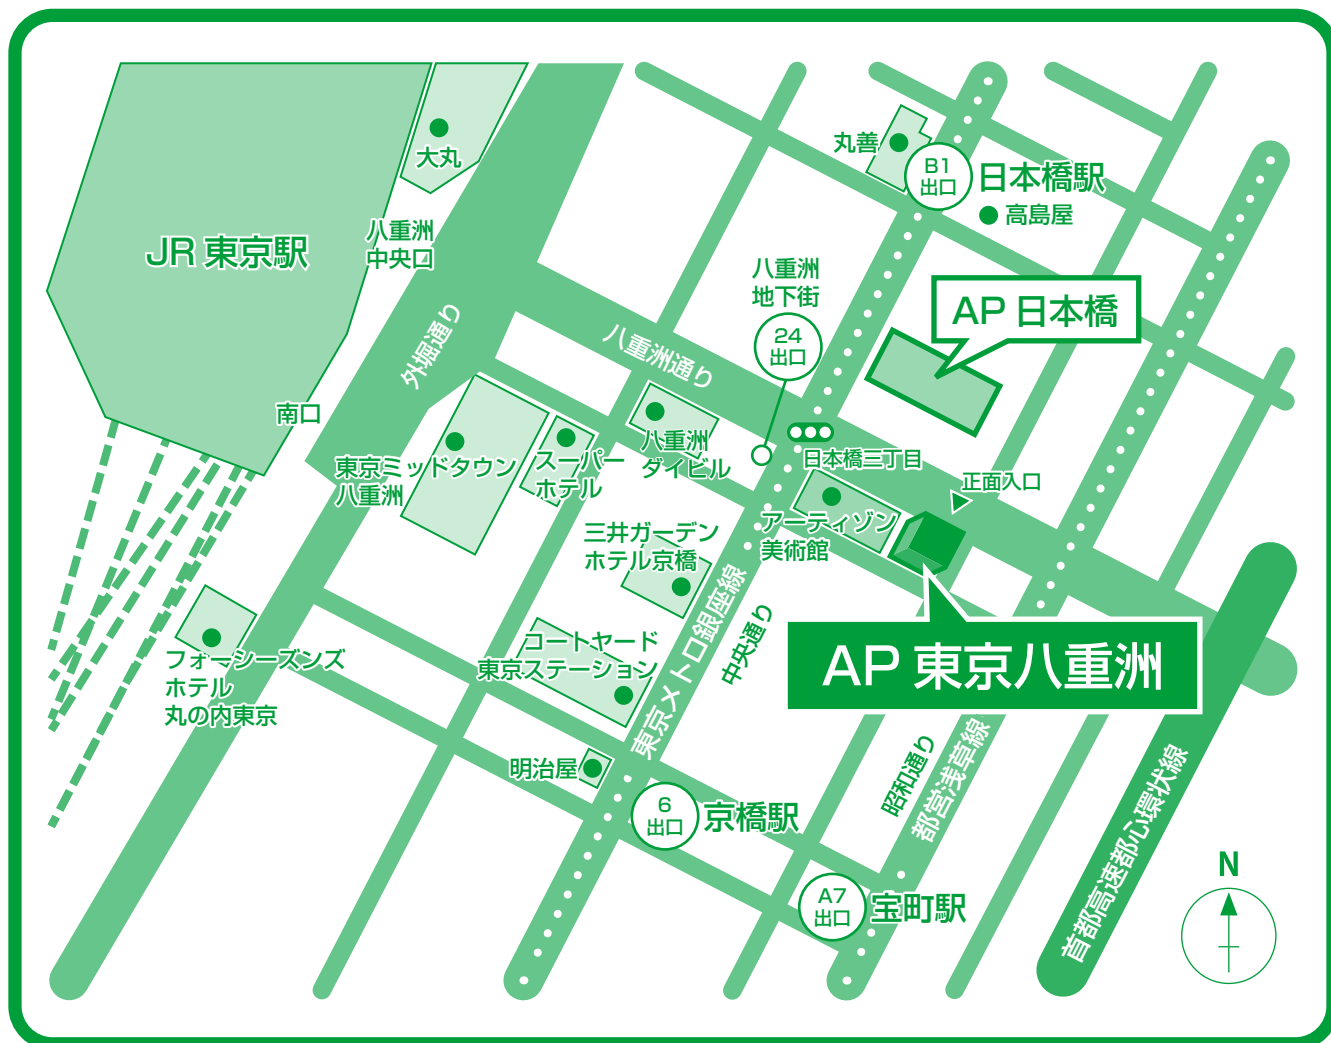 大丸
丸善
B1
出口
日本橋駅
高島屋
JR 東京駅
八重洲
中央口
八重洲
地下街
24
出口
AP 日本橋
外堀通り
八重洲通り
南口
八重洲
ダイビル
日本橋三丁目
正面入口
東京ミッドタウン
八重洲
スーパー
ホテル
アーティゾン
美術館
三井ガーデン
ホテル京橋
東京メトロ銀座線
中央通り
AP 東京八重洲
コートヤード
東京ステーション
フォーシーズンズ
ホテル
丸の内東京
明治屋
6
出口
京橋駅
昭和通り
都営浅草線
首都高速都心環状線
A7
出口
宝町駅
N